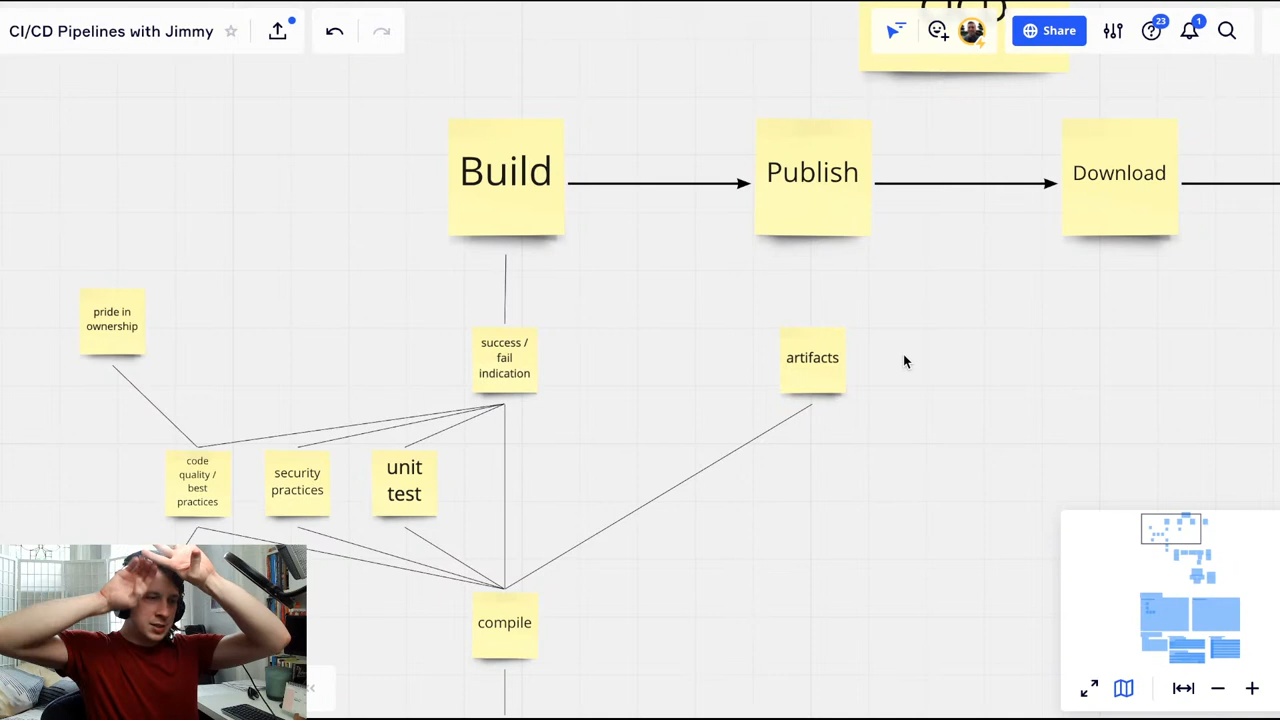 CI/CD Pipelines with Jimmy
23
1
Share
Build
Publish
Download
pride in
ownership
success /
fail
indication
artifacts
code
quality /
best
practices
security
practices
unit
test
compile